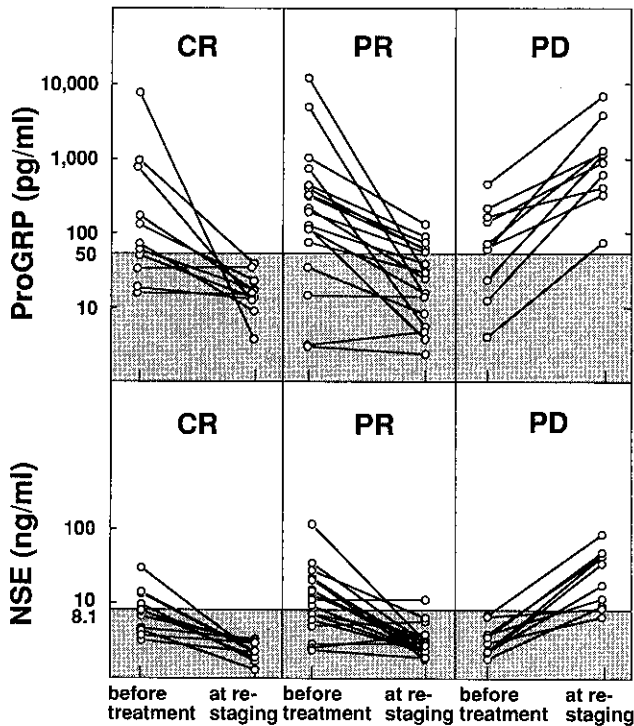 CR PR PD
ProGRP (pg/ml)
10,000
1,000
100
50
10
CR PR PD
NSE (ng/ml)
100
10
8.1
before at re- before at re- before at re-
treatment staging treatment staging treatment staging